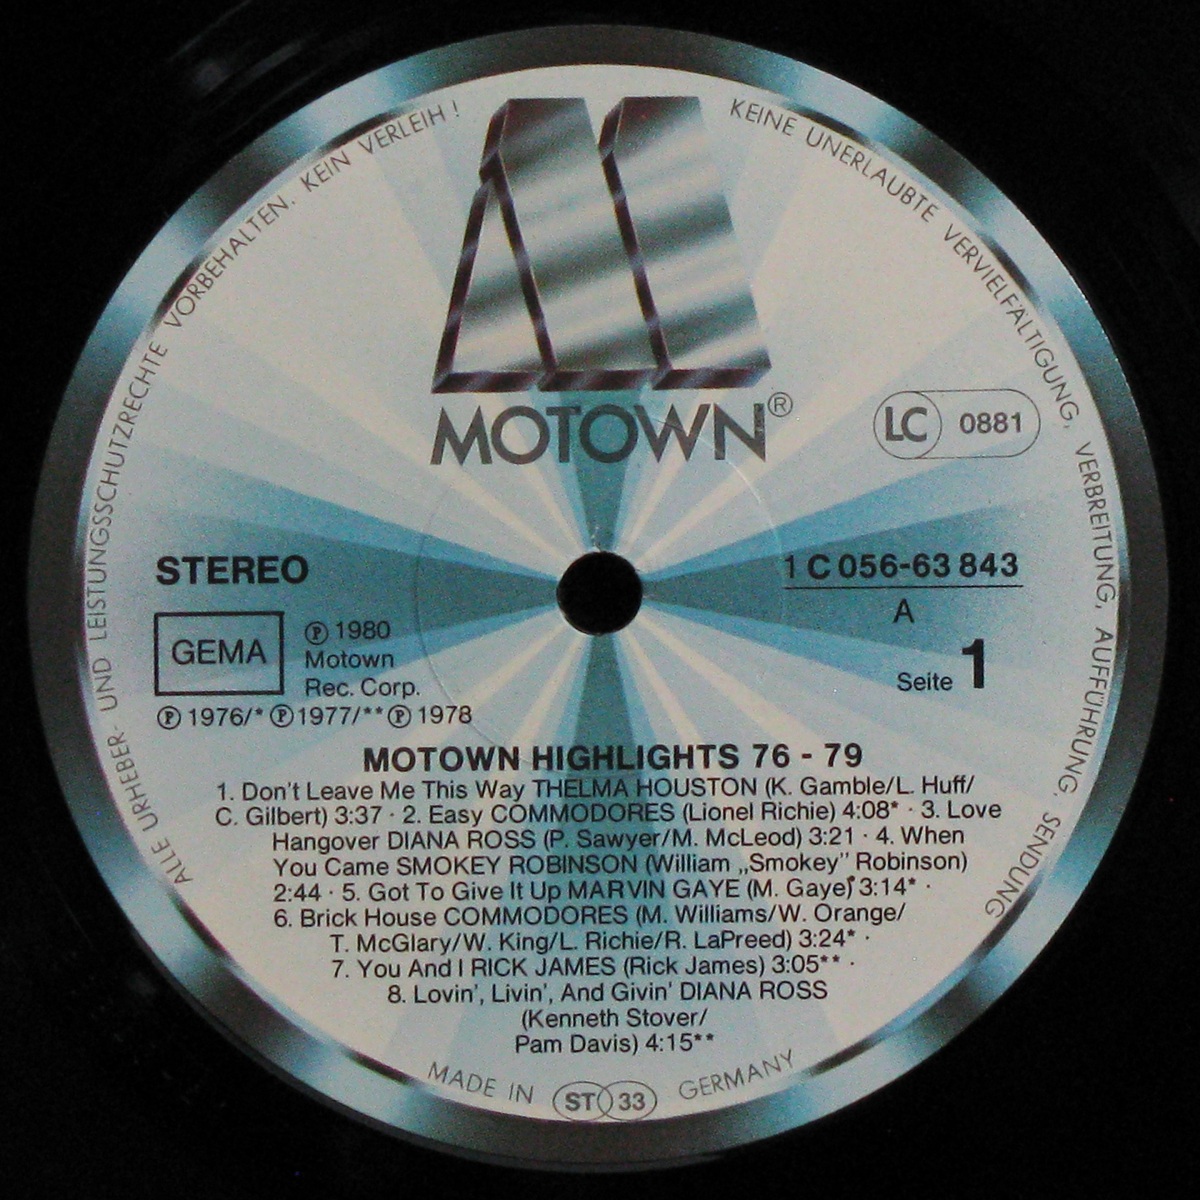 ALLE URHEBER- UND LEISTUNGSSCHUTZRECHTE VORBEHALTEN. KEIN VERLEIH! KEINE UNERLAUBTE VERVIELFÄLTIGUNG, VERBREITUNG, AUFFÜHRUNG, SENDUNG
MOTOWN®
LC 0881
STEREO
1 C 056-63 843
A
GEMA
Ⓟ 1980
Motown
Rec. Corp.
Seite 1
Ⓟ 1976/* Ⓟ 1977/** Ⓟ 1978
MOTOWN HIGHLIGHTS 76 - 79
1. Don't Leave Me This Way THELMA HOUSTON (K. Gamble/L. Huff/
C. Gilbert) 3:37 · 2. Easy COMMODORES (Lionel Richie) 4:08* · 3. Love
Hangover DIANA ROSS (P. Sawyer/M. McLeod) 3:21 · 4. When
You Came SMOKEY ROBINSON (William „Smokey” Robinson)
2:44 · 5. Got To Give It Up MARVIN GAYE (M. Gaye) 3:14* ·
6. Brick House COMMODORES (M. Williams/W. Orange/
T. McGlary/W. King/L. Richie/R. LaPreed) 3:24* ·
7. You And I RICK JAMES (Rick James) 3:05** ·
8. Lovin', Livin', And Givin' DIANA ROSS
(Kenneth Stover/
Pam Davis) 4:15**
MADE IN ST 33 GERMANY